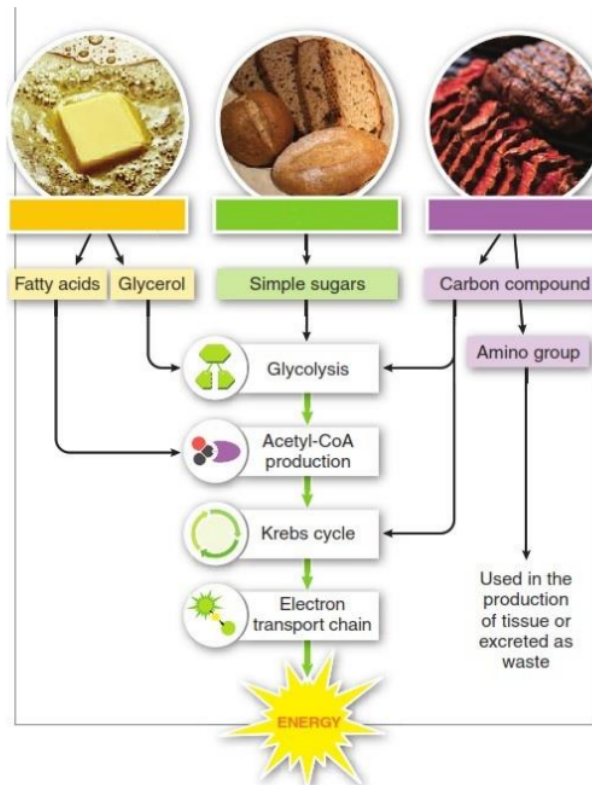 Fatty acids
Glycerol
Simple sugars
Carbon compound
Amino group
Glycolysis
Acetyl-CoA
production
Krebs cycle
Electron
transport chain
Used in the
production
of tissue or
excreted as
waste
ENERGY